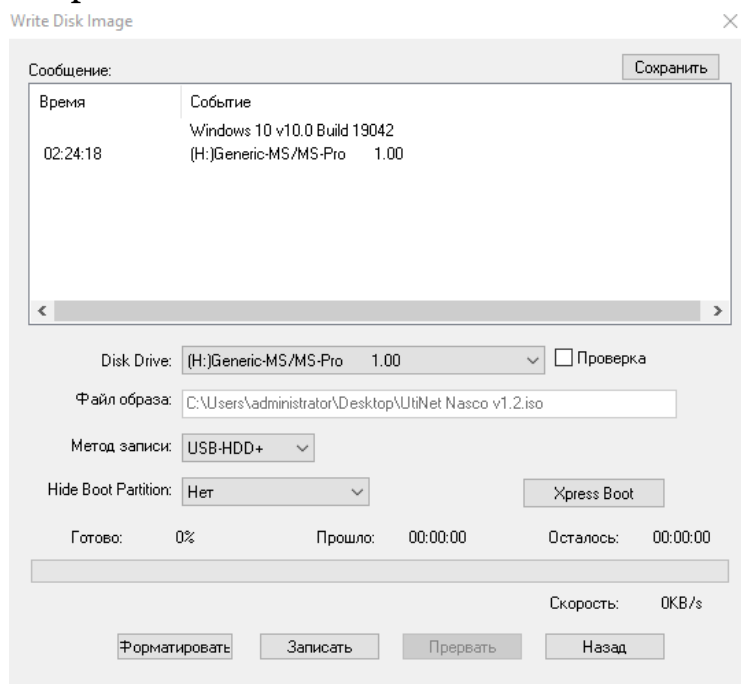 Write Disk Image
Сообщение:
Сохранить
Время Событие
Windows 10 v10.0 Build 19042
02:24:18 (H:)Generic-MS/MS-Pro 1.00
Disk Drive: (H:)Generic-MS/MS-Pro 1.00 Проверка
Файл образа: C:\Users\administrator\Desktop\UtiNet Nasco v1.2.iso
Метод записи: USB-HDD+
Hide Boot Partition: Нет Xpress Boot
Готово: 0% Прошло: 00:00:00 Осталось: 00:00:00
Скорость: 0KB/s
Форматировать Записать Прервать Назад